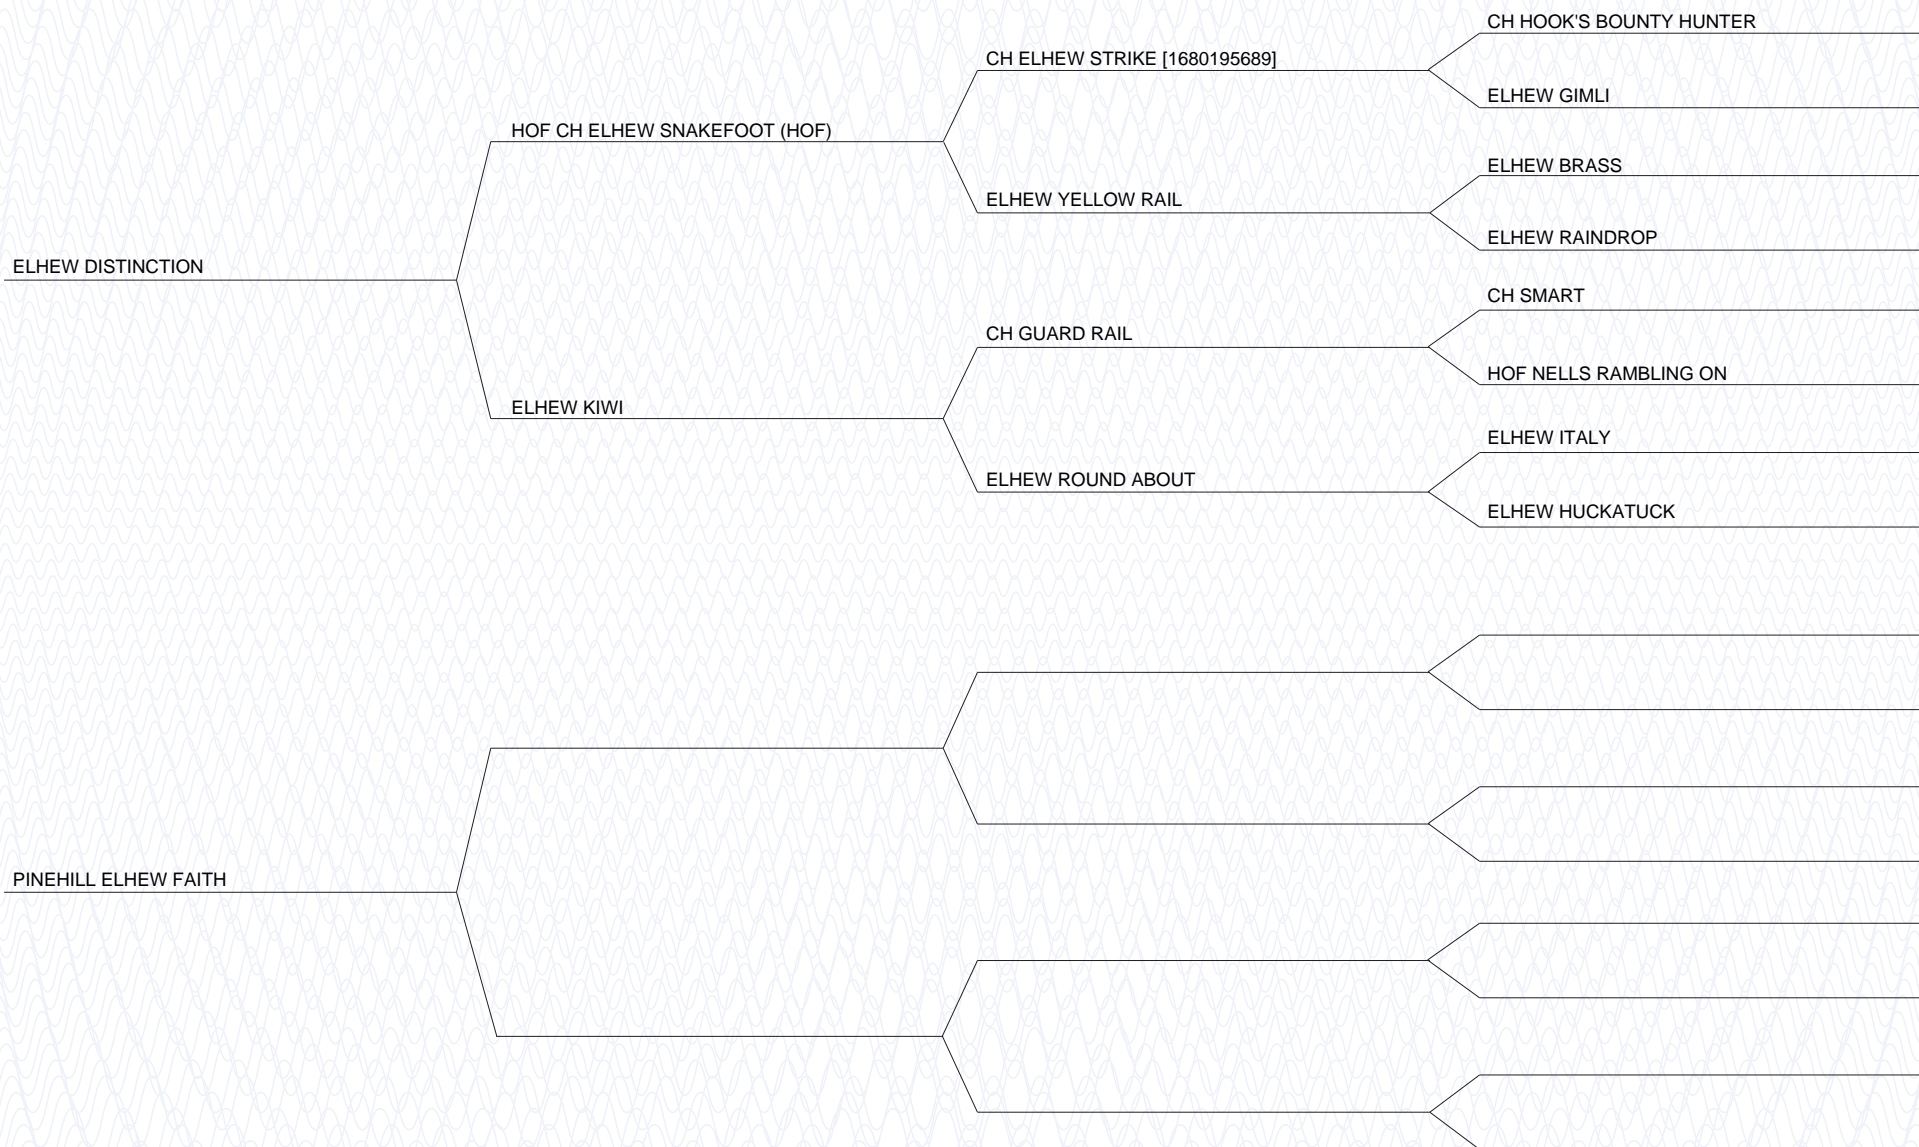 CH HOOK'S BOUNTY HUNTER
CH ELHEW STRIKE [1680195689]
ELHEW GIMLI
HOF CH ELHEW SNAKEFOOT (HOF)
ELHEW BRASS
ELHEW YELLOW RAIL
ELHEW RAINDROP
ELHEW DISTINCTION
CH SMART
CH GUARD RAIL
HOF NELLS RAMBLING ON
ELHEW KIWI
ELHEW ITALY
ELHEW ROUND ABOUT
ELHEW HUCKATUCK
PINEHILL ELHEW FAITH